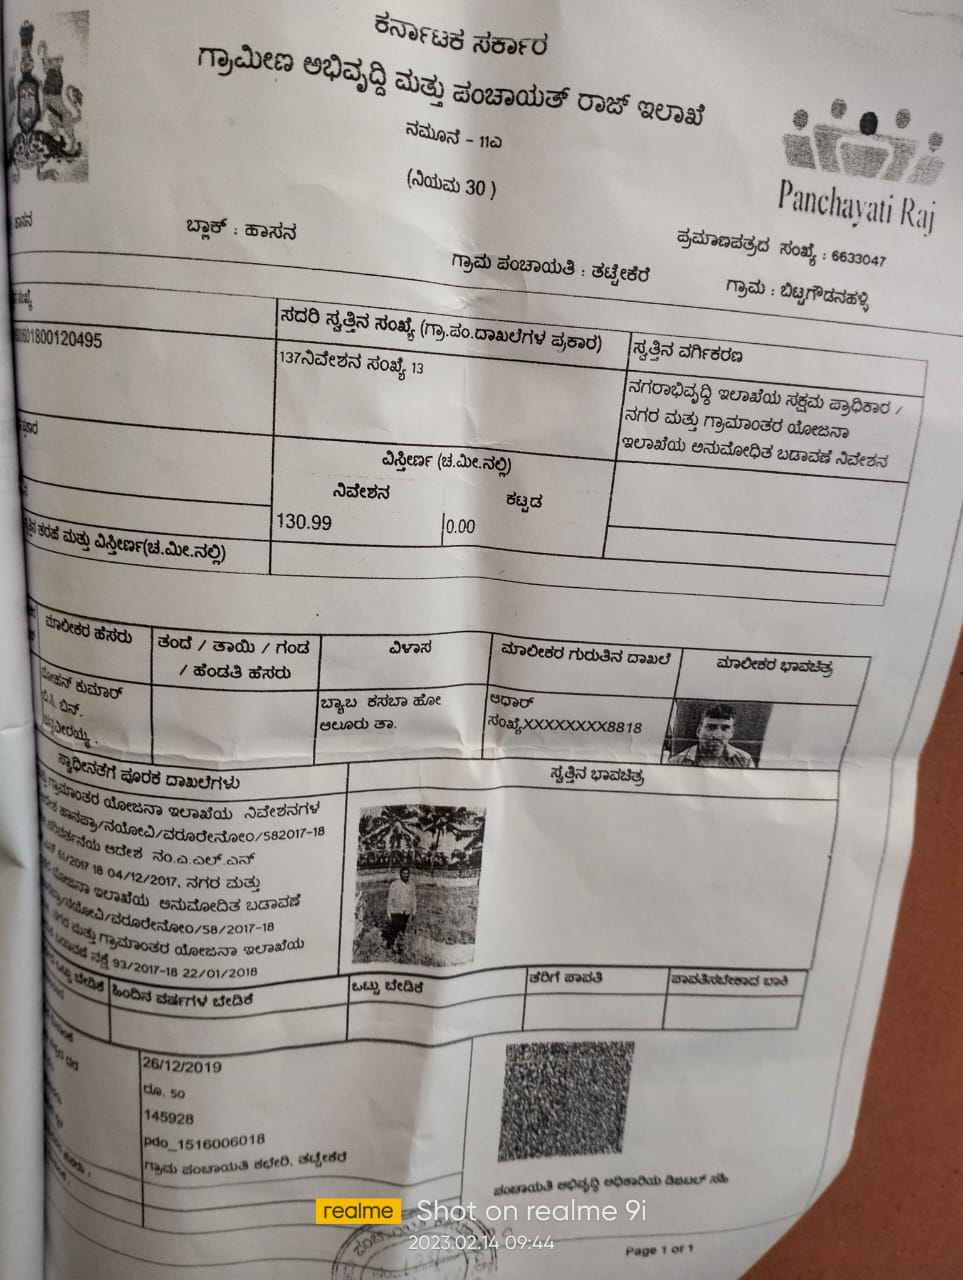 ಕರ್ನಾಟಕ ಸರ್ಕಾರ
ಗ್ರಾಮೀಣ ಅಭಿವೃದ್ಧಿ ಮತ್ತು ಪಂಚಾಯತ್ ರಾಜ್ ಇಲಾಖೆ
ನಮೂನೆ - 11ಎ
(ನಿಯಮ 30 )
Panchayati Raj
ಪ್ರಮಾಣಪತ್ರದ ಸಂಖ್ಯೆ : 6633047
ಬ್ಲಾಕ್ : ಹಾಸನ
ಗ್ರಾಮ ಪಂಚಾಯತಿ : ತಟ್ಟೇಕೆರೆ
ಗ್ರಾಮ : ಬಿಟ್ಟಗೌಡನಹಳ್ಳಿ
ಸದರಿ ಸ್ವತ್ತಿನ ಸಂಖ್ಯೆ (ಗ್ರಾ.ಪಂ.ದಾಖಲೆಗಳ ಪ್ರಕಾರ)
ಸ್ವತ್ತಿನ ವರ್ಗೀಕರಣ
01800120495
137ನಿವೇಶನ ಸಂಖ್ಯೆ 13
ನಗರಾಭಿವೃದ್ಧಿ ಇಲಾಖೆಯ ಸಕ್ಷಮ ಪ್ರಾಧಿಕಾರ /
ನಗರ ಮತ್ತು ಗ್ರಾಮಾಂತರ ಯೋಜನಾ
ಇಲಾಖೆಯ ಅನುಮೋಧಿತ ಬಡಾವಣೆ ನಿವೇಶನ
ವಿಸ್ತೀರ್ಣ (ಚ.ಮೀ.ನಲ್ಲಿ)
ನಿವೇಶನ
ಕಟ್ಟಡ
130.99
0.00
ತರಹೆ ಮತ್ತು ವಿಸ್ತೀರ್ಣ(ಚ.ಮೀ.ನಲ್ಲಿ)
ಮಾಲೀಕರ ಹೆಸರು
ತಂದೆ / ತಾಯಿ / ಗಂಡ
/ ಹೆಂಡತಿ ಹೆಸರು
ವಿಳಾಸ
ಮಾಲೀಕರ ಗುರುತಿನ ದಾಖಲೆ
ಮಾಲೀಕರ ಭಾವಚಿತ್ರ
ಕುಮಾರ್
ಬಿನ್.
ಬ್ಯಾಬ ಕಸಬಾ ಹೋ
ಆಲೂರು ತಾ.
ಆಧಾರ್
ಸಂಖ್ಯೆ,XXXXXXXX8818
ಸ್ವಾಧೀನತೆಗೆ ಪೂರಕ ದಾಖಲೆಗಳು
ಸ್ವತ್ತಿನ ಭಾವಚಿತ್ರ
ಗ್ರಾಮಾಂತರ ಯೋಜನಾ ಇಲಾಖೆಯ ನಿವೇಶನಗಳ
ಹಾನಪ್ರಾ/ನಯೋವಿ/ವರೂರೇನೋಂ/582017-18
ಆದೇಶ ನಂ.ಎ.ಎಲ್.ಎನ್
61/2017 18 04/12/2017, ನಗರ ಮತ್ತು
ಇಲಾಖೆಯ ಅನುಮೋದಿತ ಬಡಾವಣೆ
/ನಯೋವಿ/ವರೂರೇನೋಂ/58/2017-18
ಮತ್ತು ಗ್ರಾಮಾಂತರ ಯೋಜನಾ ಇಲಾಖೆಯ
ಬಡಾವಣೆ ನಕ್ಷೆ 93/2017-18 22/01/2018
ಬೇಡಿಕೆ
ಹಿಂದಿನ ವರ್ಷಗಳ ಬೇಡಿಕೆ
ಒಟ್ಟು ಬೇಡಿಕೆ
ತೆರಿಗೆ ಪಾವತಿ
ಪಾವತಿಸಬೇಕಾದ ಬಾಕಿ
26/12/2019
ರೂ. 50
145928
pdo_1516006018
ಗ್ರಾಮ ಪಂಚಾಯತಿ ಕಛೇರಿ, ತಟ್ಟೇಕೆರೆ
ಪಂಚಾಯತಿ ಅಭಿವೃದ್ಧಿ ಅಧಿಕಾರಿಯ ಡಿಜಿಟಲ್ ಸಹಿ
realme Shot on realme 9i
2023.02.14 09:44
Page 1 of 1